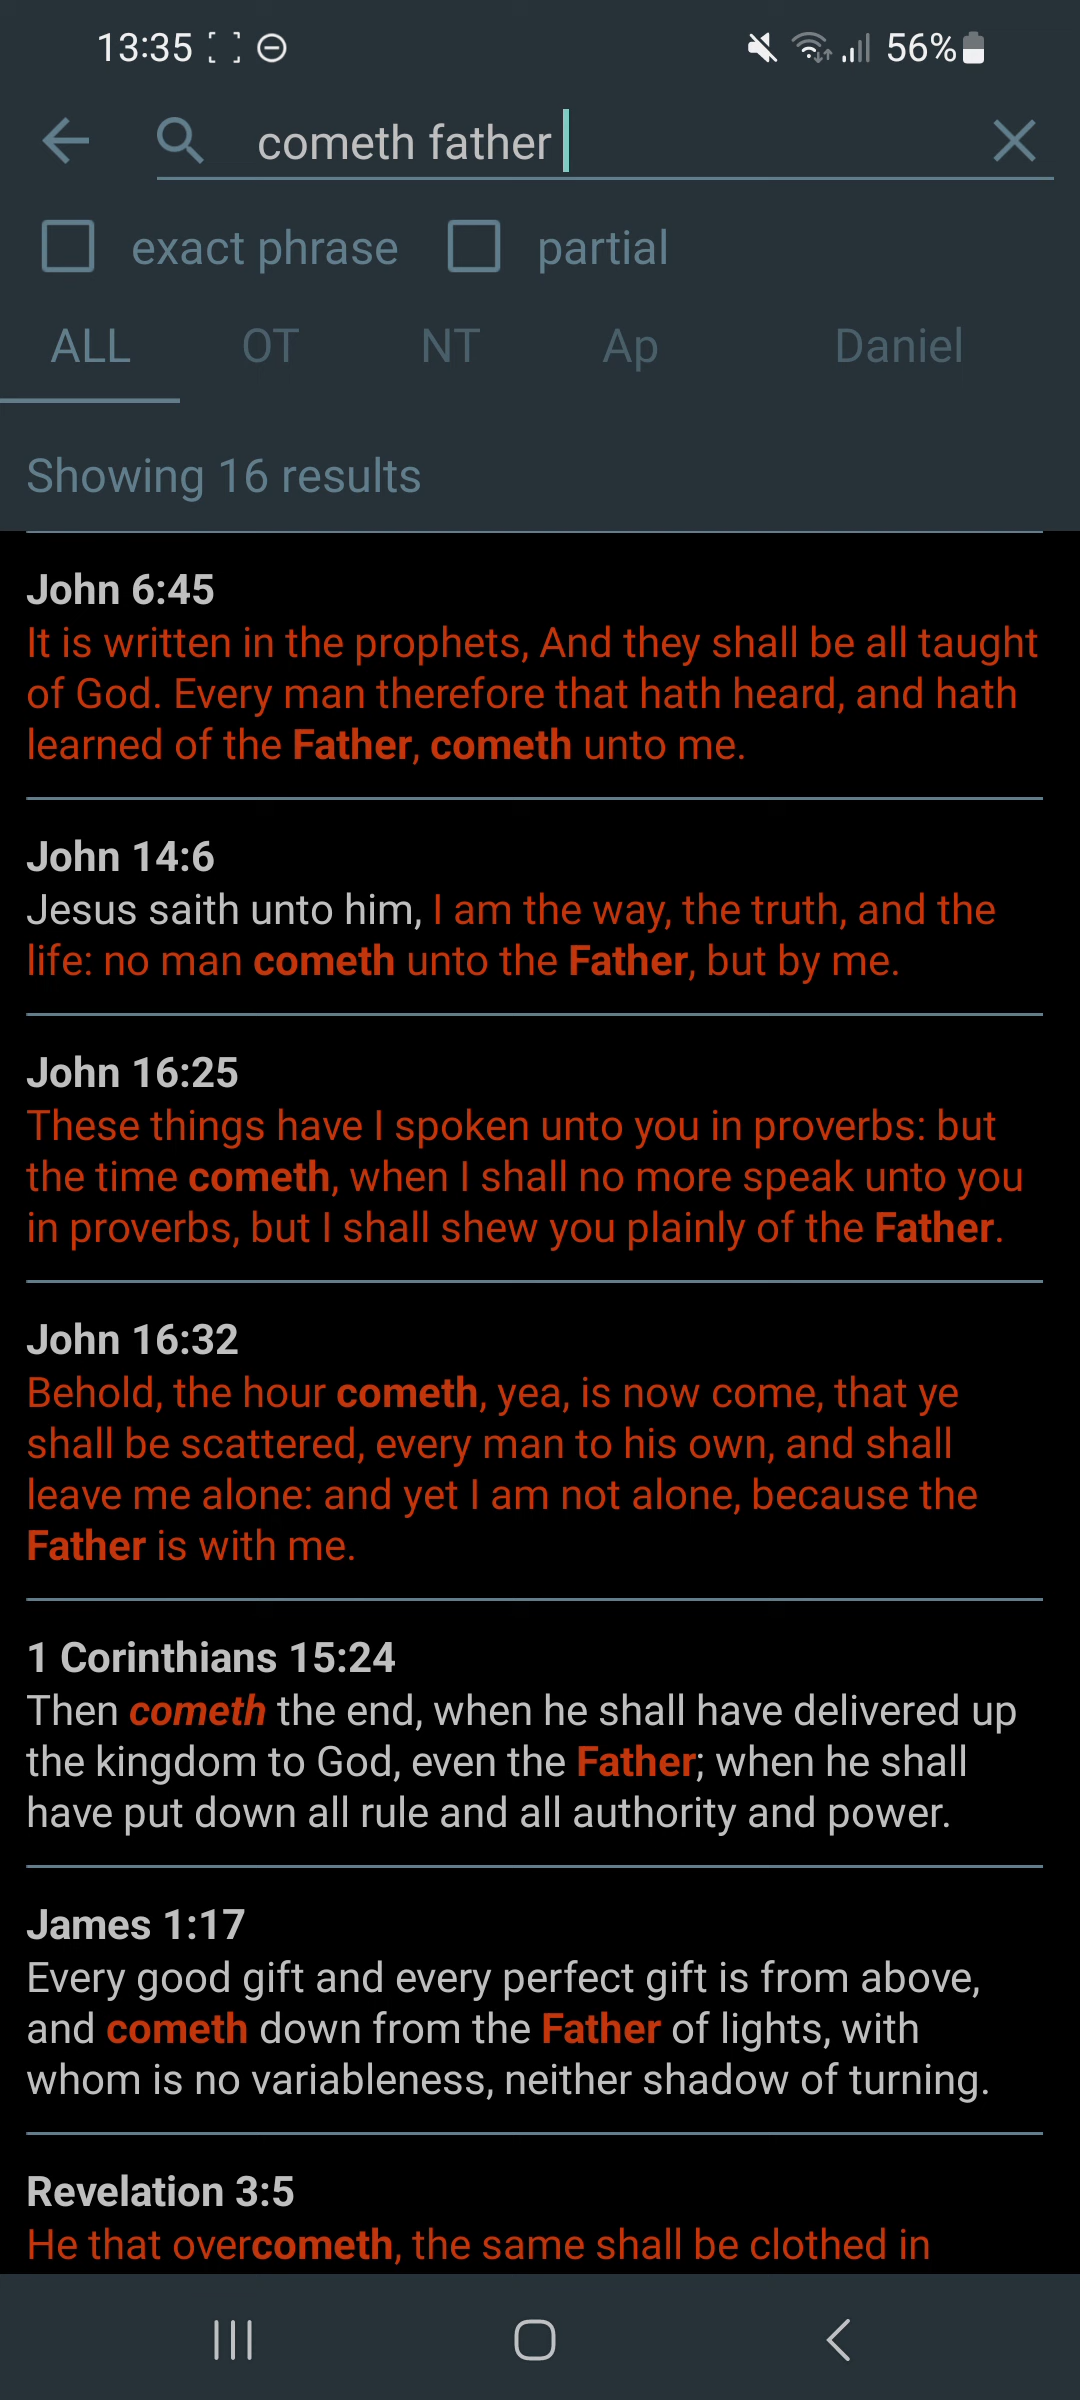 13:35
56%
cometh father
exact phrase partial
ALL OT NT Ap Daniel
Showing 16 results
John 6:45
It is written in the prophets, And they shall be all taught
of God. Every man therefore that hath heard, and hath
learned of the Father, cometh unto me.
John 14:6
Jesus saith unto him, I am the way, the truth, and the
life: no man cometh unto the Father, but by me.
John 16:25
These things have I spoken unto you in proverbs: but
the time cometh, when I shall no more speak unto you
in proverbs, but I shall shew you plainly of the Father.
John 16:32
Behold, the hour cometh, yea, is now come, that ye
shall be scattered, every man to his own, and shall
leave me alone: and yet I am not alone, because the
Father is with me.
1 Corinthians 15:24
Then cometh the end, when he shall have delivered up
the kingdom to God, even the Father; when he shall
have put down all rule and all authority and power.
James 1:17
Every good gift and every perfect gift is from above,
and cometh down from the Father of lights, with
whom is no variableness, neither shadow of turning.
Revelation 3:5
He that overcometh, the same shall be clothed in